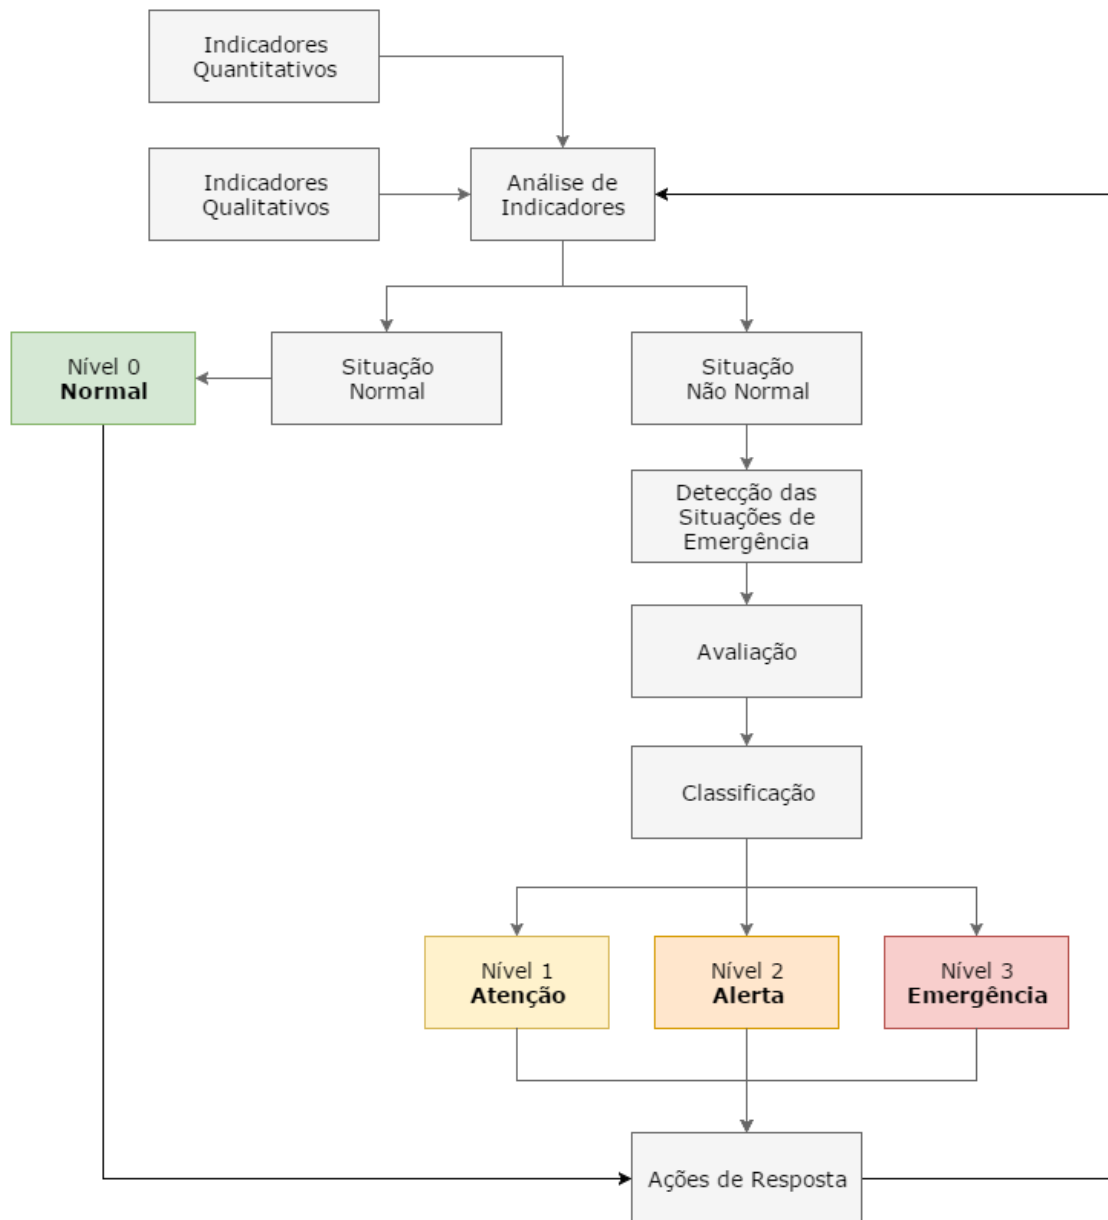 Indicadores
Quantitativos
Indicadores
Qualitativos
Análise de
Indicadores
Nível 0
Normal
Situação
Normal
Situação
Não Normal
Detecção das
Situações de
Emergência
Avaliação
Classificação
Nível 1
Atenção
Nível 2
Alerta
Nível 3
Emergência
Ações de Resposta